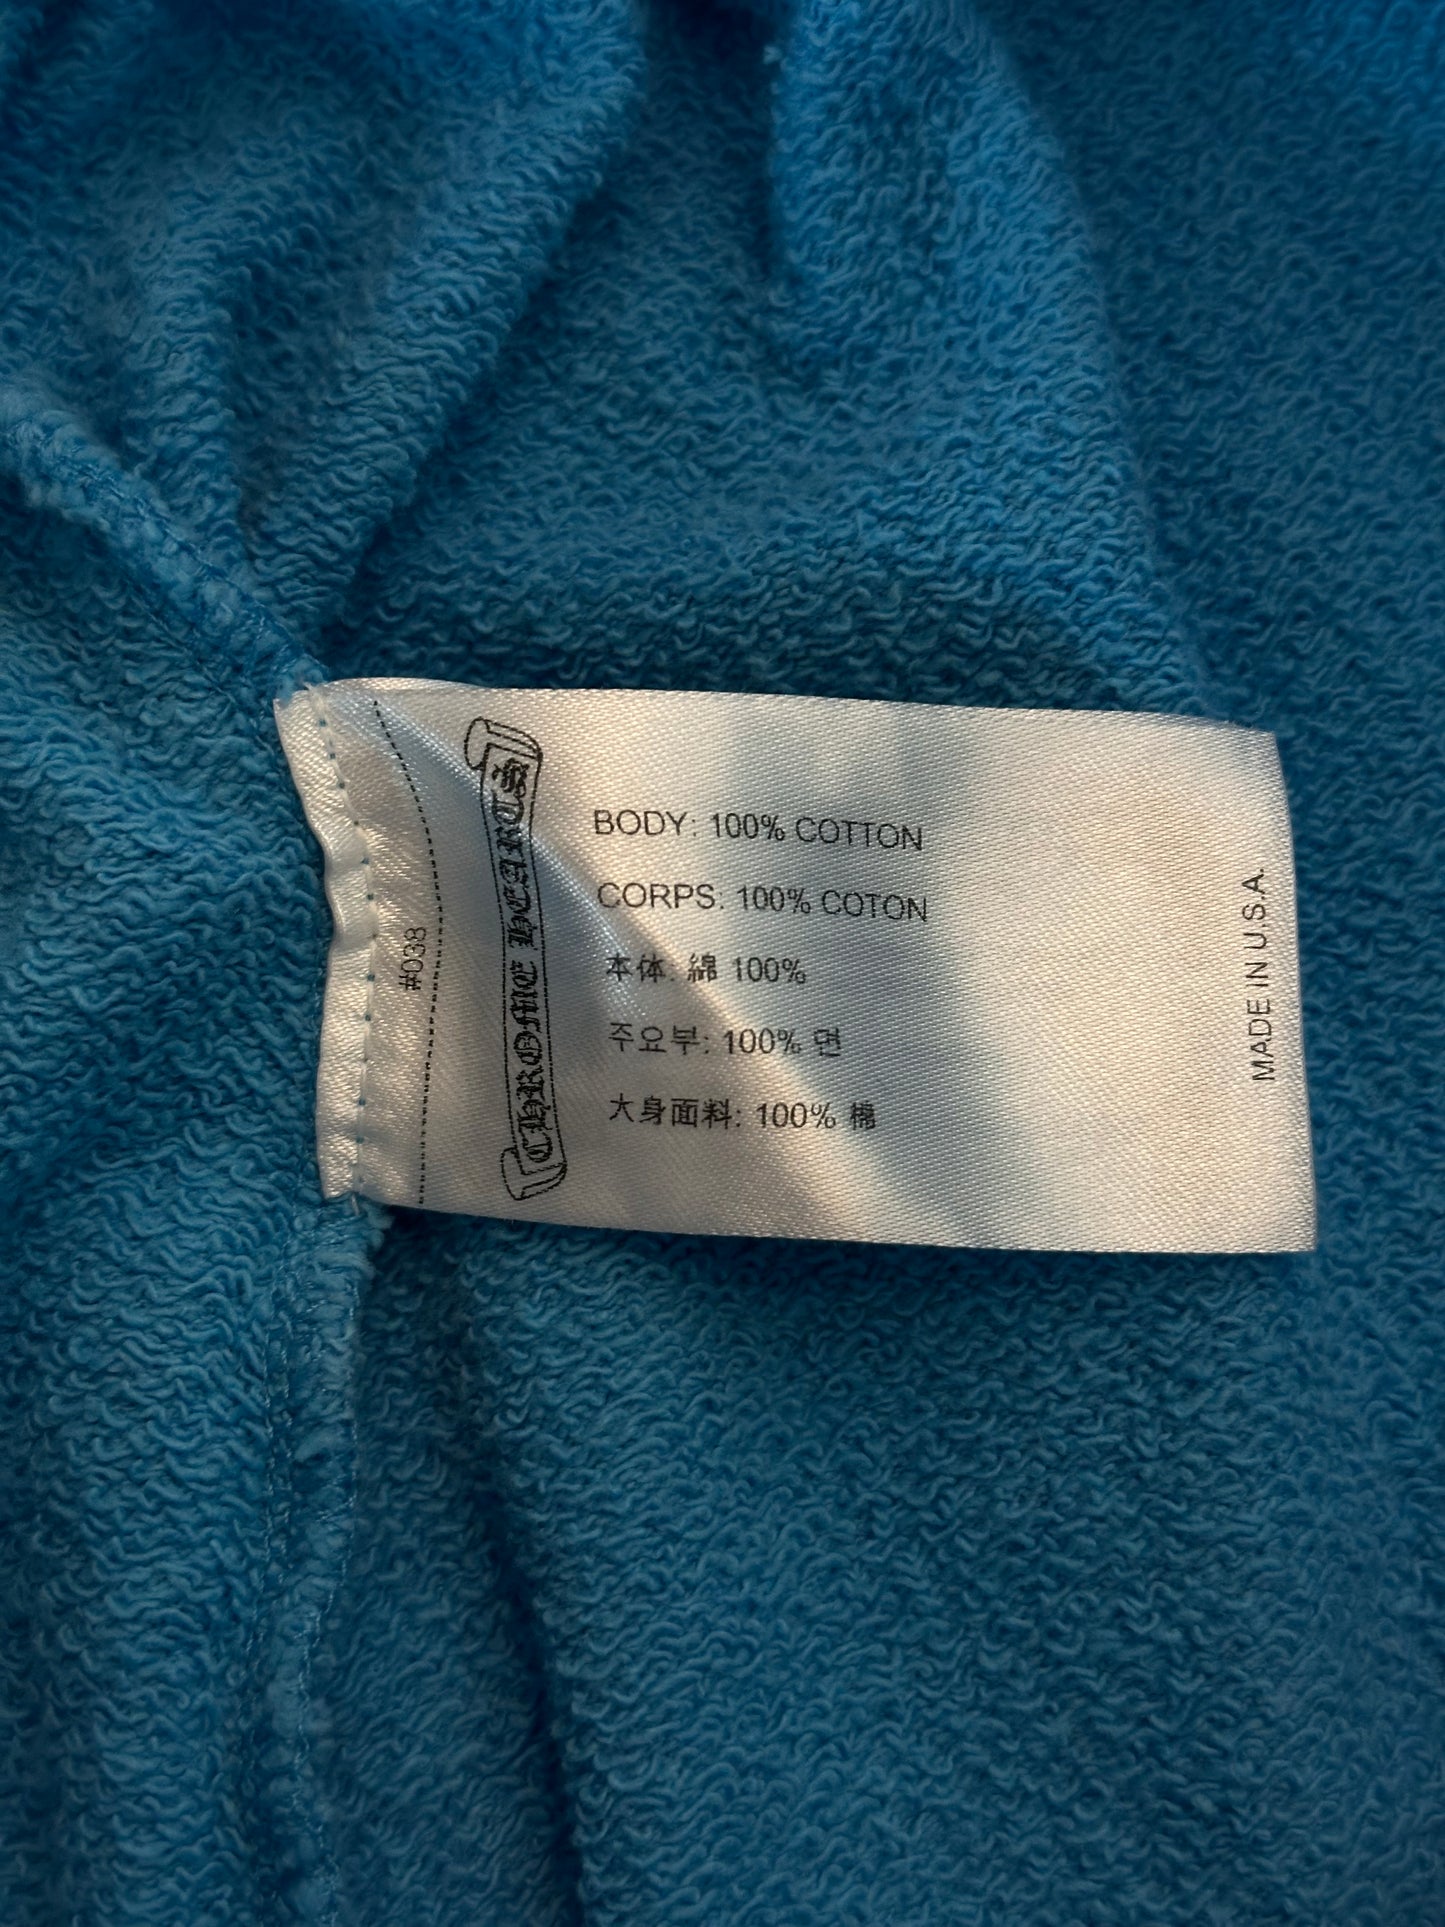 #038
CHROME HEARTS
BODY: 100% COTTON
CORPS: 100% COTON
本体: 綿 100%
주요부: 100% 면
大身面料: 100% 棉
MADE IN U.S.A.